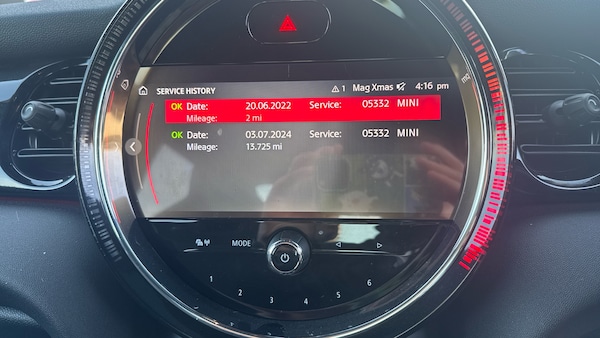 SERVICE HISTORY 1 Mag Xmas 4:16 pm
OK Date: 20.06.2022 Service: 05332 MINI
Mileage: 2 mi
OK Date: 03.07.2024 Service: 05332 MINI
Mileage: 13.725 mi
MODE
1 2 3 4 5 6